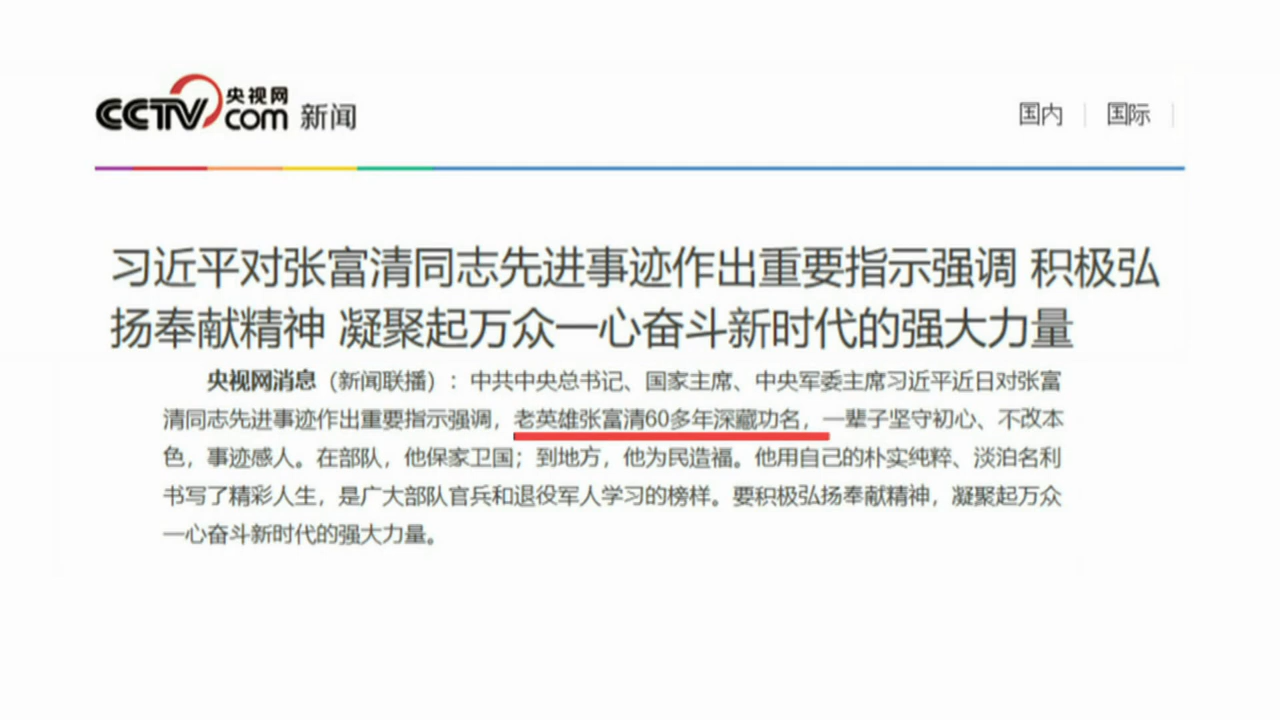 CCTV com 央视网 新闻
国内 国际
习近平对张富清同志先进事迹作出重要指示强调 积极弘
扬奉献精神 凝聚起万众一心奋斗新时代的强大力量
央视网消息（新闻联播）：中共中央总书记、国家主席、中央军委主席习近平近日对张富
清同志先进事迹作出重要指示强调，老英雄张富清60多年深藏功名，一辈子坚守初心、不改本
色，事迹感人。在部队，他保家卫国；到地方，他为民造福。他用自己的朴实纯粹、淡泊名利
书写了精彩人生，是广大部队官兵和退役军人学习的榜样。要积极弘扬奉献精神，凝聚起万众
一心奋斗新时代的强大力量。